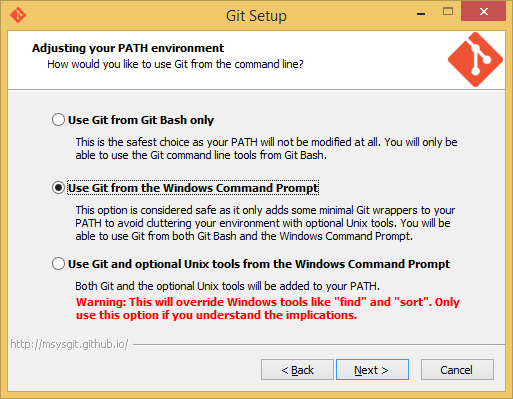 Git Setup
Adjusting your PATH environment
How would you like to use Git from the command line?
Use Git from Git Bash only
This is the safest choice as your PATH will not be modified at all. You will only be
able to use the Git command line tools from Git Bash.
Use Git from the Windows Command Prompt
This option is considered safe as it only adds some minimal Git wrappers to your
PATH to avoid cluttering your environment with optional Unix tools. You will be
able to use Git from both Git Bash and the Windows Command Prompt.
Use Git and optional Unix tools from the Windows Command Prompt
Both Git and the optional Unix tools will be added to your PATH.
Warning: This will override Windows tools like "find" and "sort". Only
use this option if you understand the implications.
http://msysgit.github.io/
< Back Next > Cancel